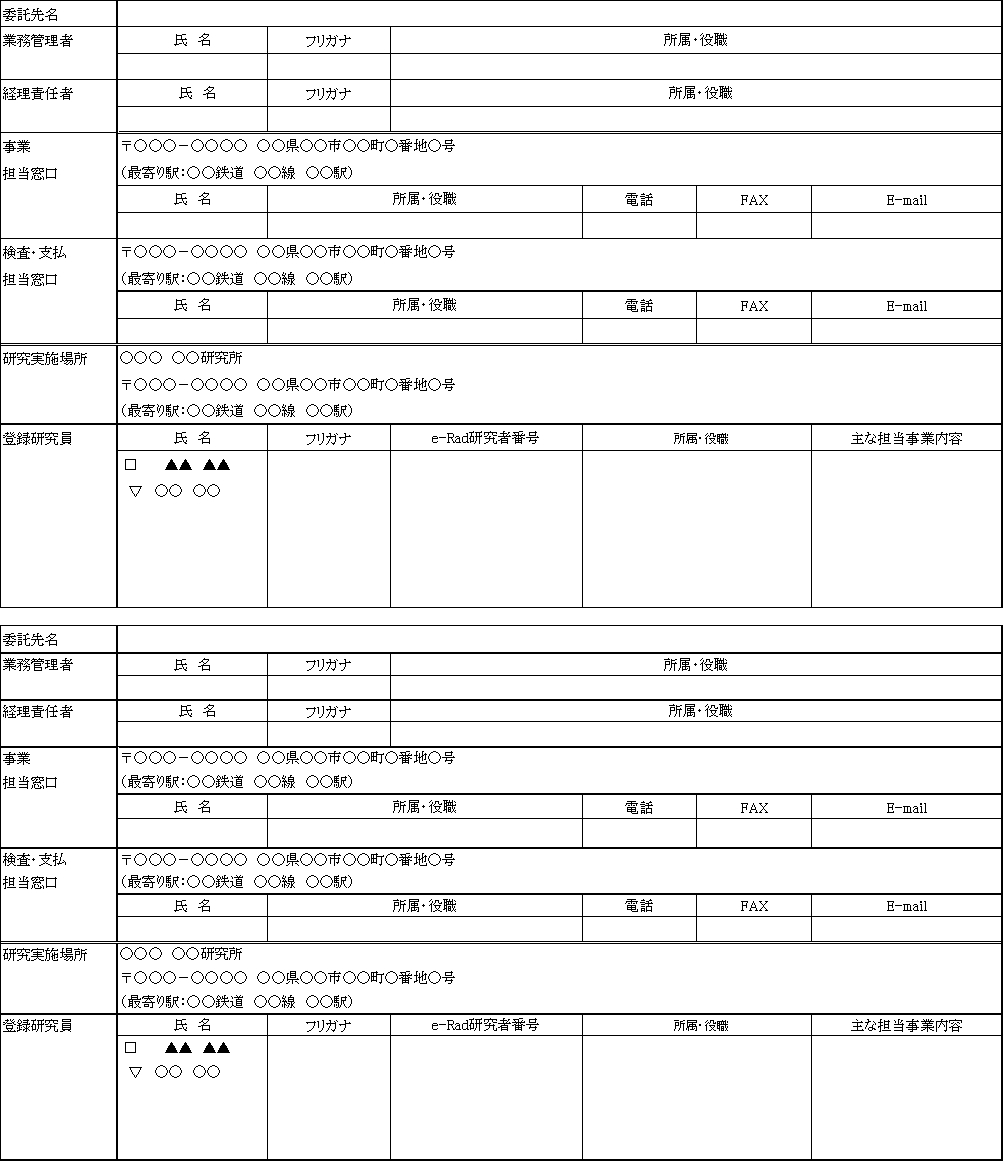 委託先名
業務管理者 氏 名 フリガナ 所属・役職
経理責任者 氏 名 フリガナ 所属・役職
事業 〒○○○－○○○○ ○○県○○市○○町○番地○号
担当窓口 (最寄り駅：○○鉄道 ○○線 ○○駅)
氏 名 所属・役職 電話 FAX E-mail
検査・支払 〒○○○－○○○○ ○○県○○市○○町○番地○号
担当窓口 (最寄り駅：○○鉄道 ○○線 ○○駅)
氏 名 所属・役職 電話 FAX E-mail
研究実施場所 ○○○ ○○研究所
〒○○○－○○○○ ○○県○○市○○町○番地○号
(最寄り駅：○○鉄道 ○○線 ○○駅)
登録研究員 氏 名 フリガナ e-Rad研究者番号 所属・役職 主な担当事業内容
□ ▲▲ ▲▲
▽ ○○ ○○
委託先名
業務管理者 氏 名 フリガナ 所属・役職
経理責任者 氏 名 フリガナ 所属・役職
事業 〒○○○－○○○○ ○○県○○市○○町○番地○号
担当窓口 (最寄り駅：○○鉄道 ○○線 ○○駅)
氏 名 所属・役職 電話 FAX E-mail
検査・支払 〒○○○－○○○○ ○○県○○市○○町○番地○号
担当窓口 (最寄り駅：○○鉄道 ○○線 ○○駅)
氏 名 所属・役職 電話 FAX E-mail
研究実施場所 ○○○ ○○研究所
〒○○○－○○○○ ○○県○○市○○町○番地○号
(最寄り駅：○○鉄道 ○○線 ○○駅)
登録研究員 氏 名 フリガナ e-Rad研究者番号 所属・役職 主な担当事業内容
□ ▲▲ ▲▲
▽ ○○ ○○